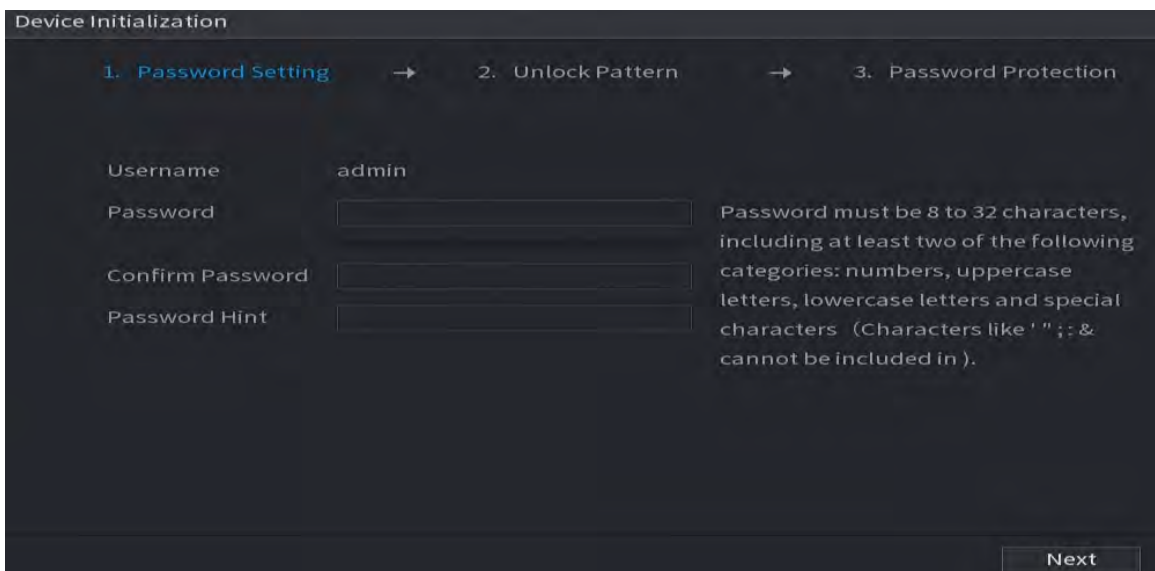 Device Initialization
1. Password Setting → 2. Unlock Pattern → 3. Password Protection
Username admin
Password
Confirm Password
Password Hint
Password must be 8 to 32 characters,
including at least two of the following
categories: numbers, uppercase
letters, lowercase letters and special
characters（Characters like ' " ; : &
cannot be included in ).
Next